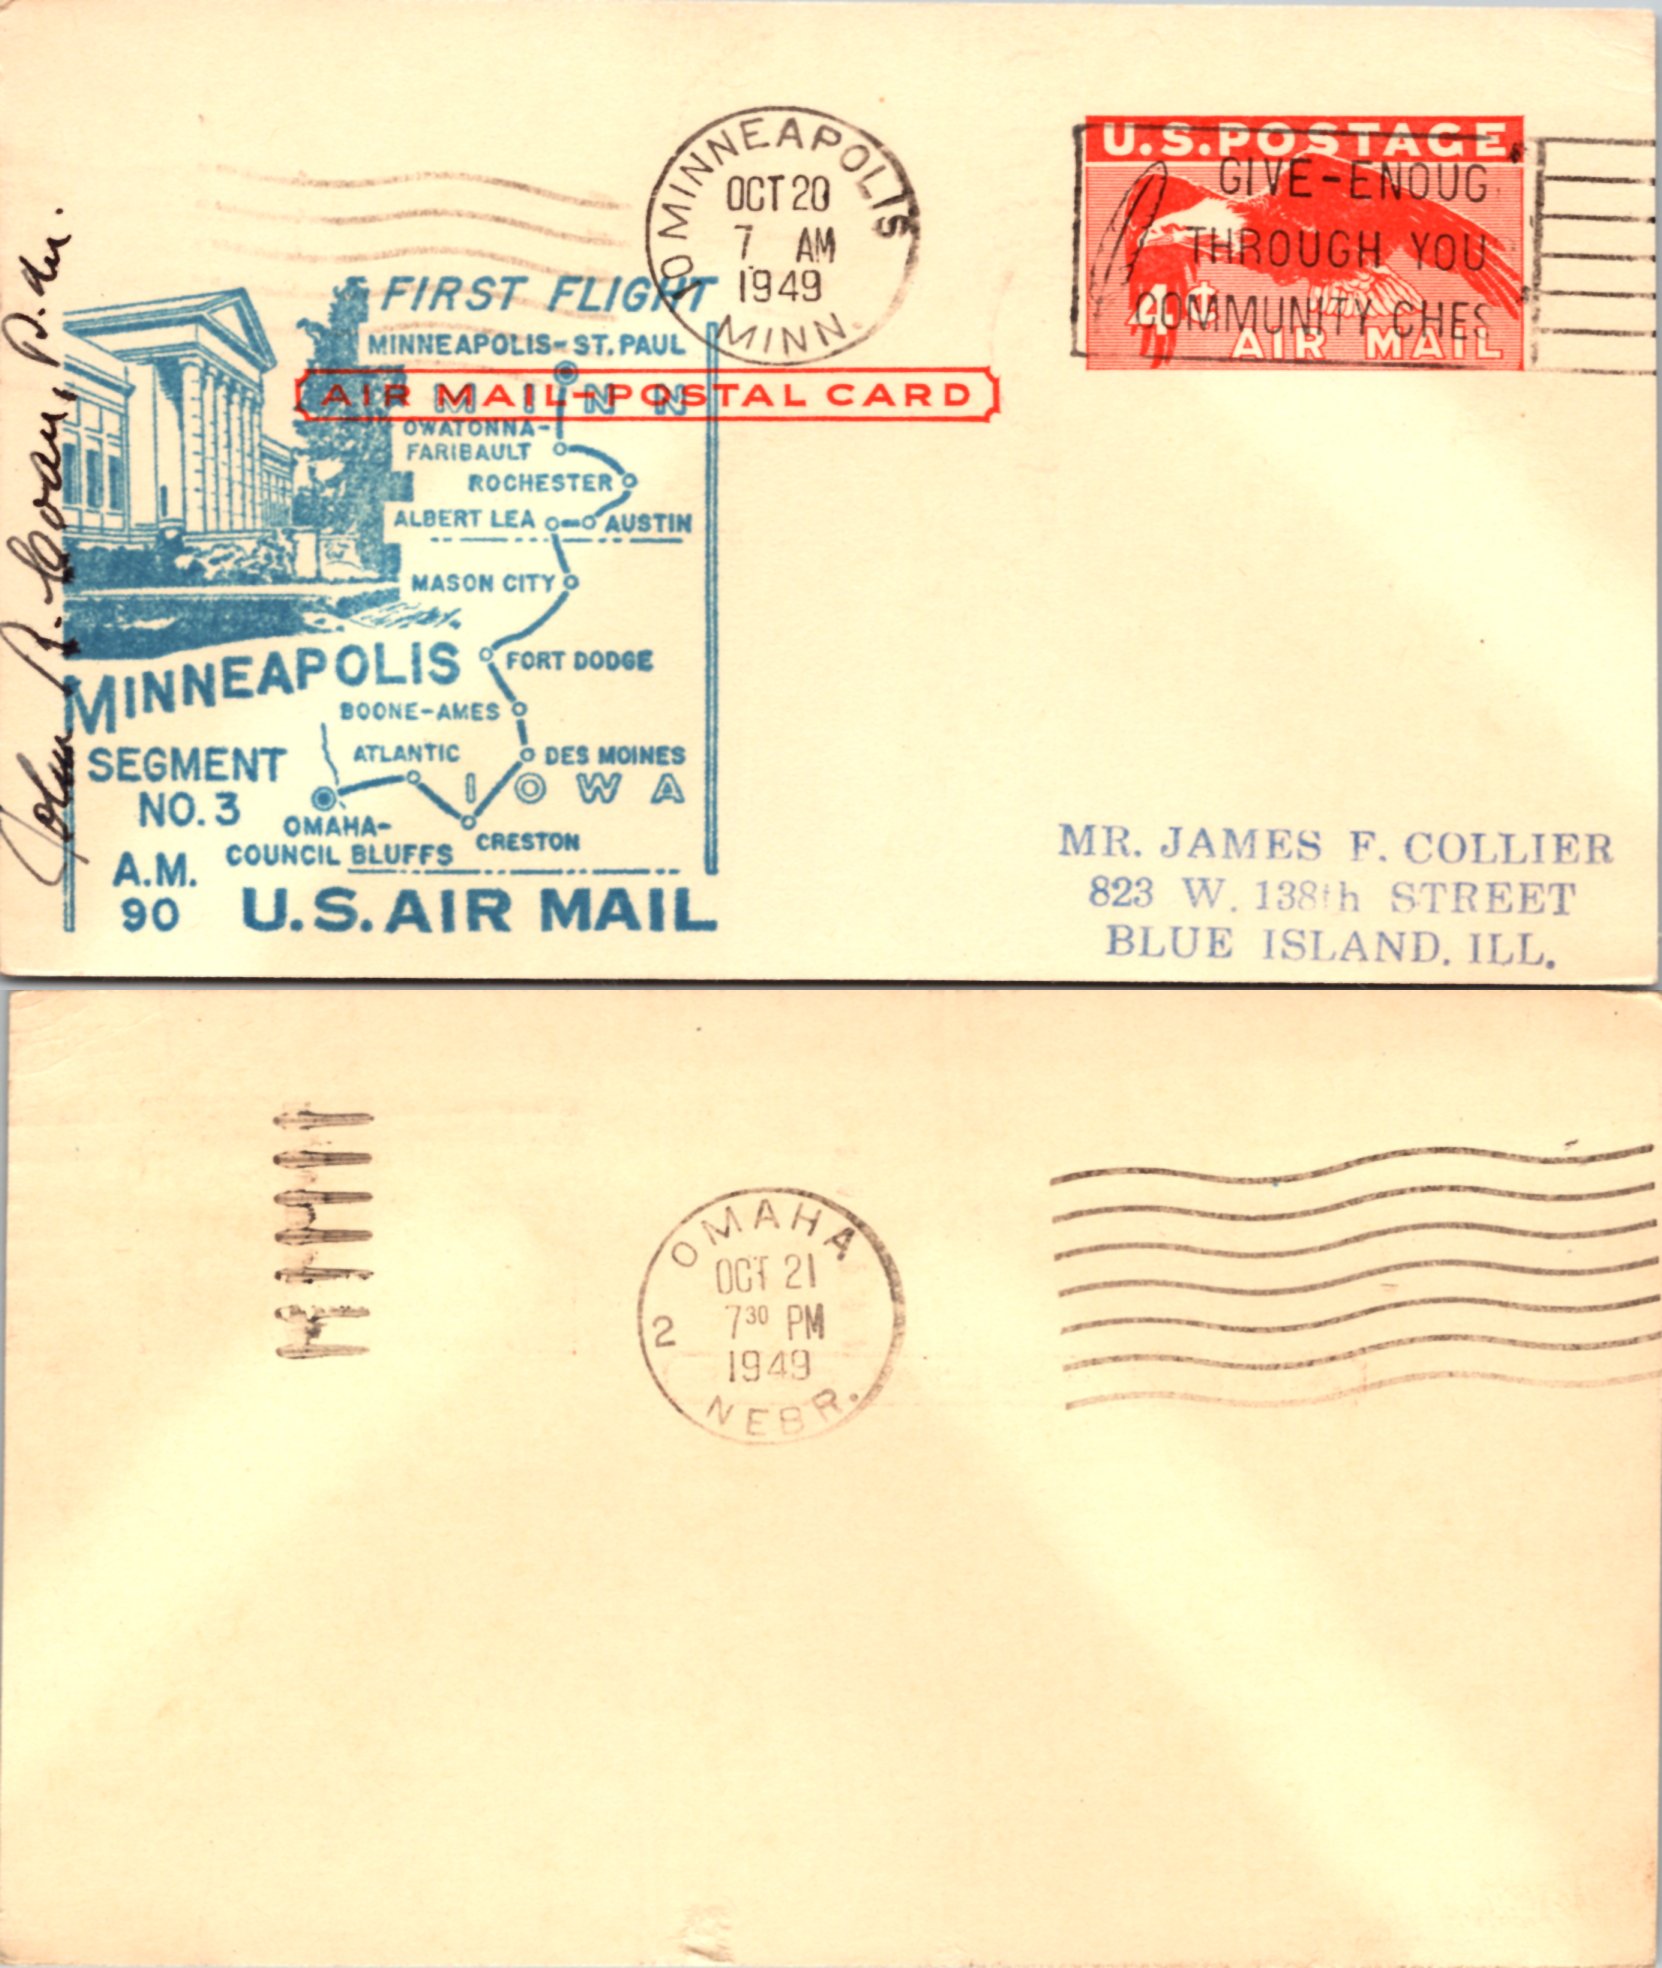 U.S. POSTAGE
4¢
AIR MAIL
GIVE-ENOUG
THROUGH YOU
COMMUNITY CHES
MINNEAPOLIS
OCT 20
7 AM
1949
MINN.
FIRST FLIGHT
MINNEAPOLIS-ST. PAUL
AIR MAIL-POSTAL CARD
MINN
OWATONNA-
FARIBAULT
ROCHESTER
ALBERT LEA
AUSTIN
MASON CITY
MINNEAPOLIS
FORT DODGE
BOONE-AMES
SEGMENT
NO. 3
ATLANTIC
DES MOINES
IOWA
OMAHA-
COUNCIL BLUFFS
CRESTON
A.M.
90
U.S. AIR MAIL
John R.
P.M.
MR. JAMES F. COLLIER
823 W. 138th STREET
BLUE ISLAND, ILL.
OMAHA
OCT 21
7 30 PM
1949
2
NEBR.